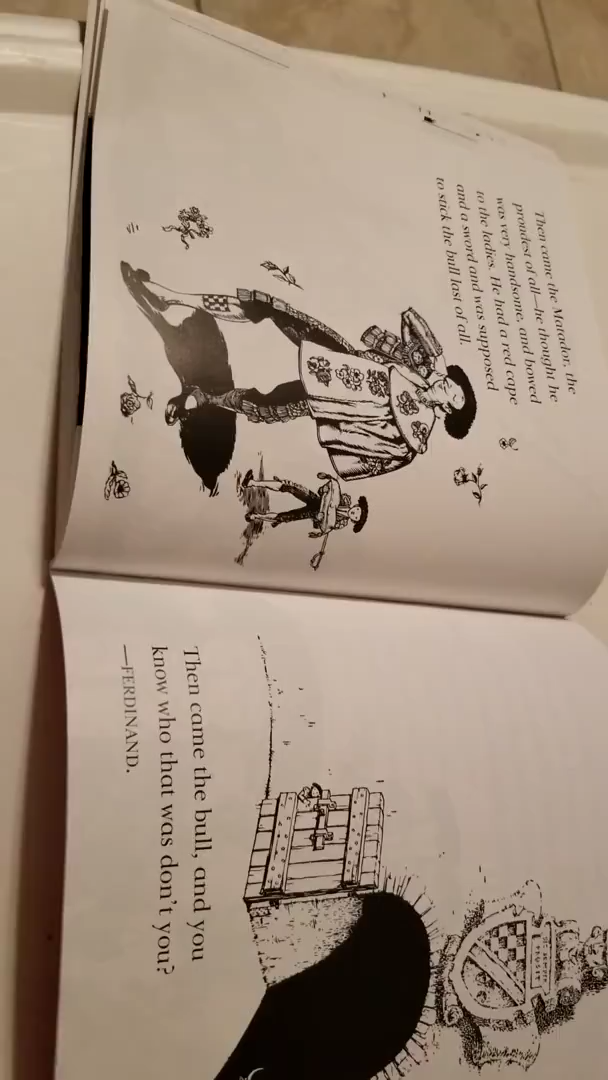 Then came the Matador, the
proudest of all—he thought he
was very handsome, and bowed
to the ladies. He had a red cape
and a sword and was supposed
to stick the bull last of all.
Then came the bull, and you
know who that was don't you?
—FERDINAND.